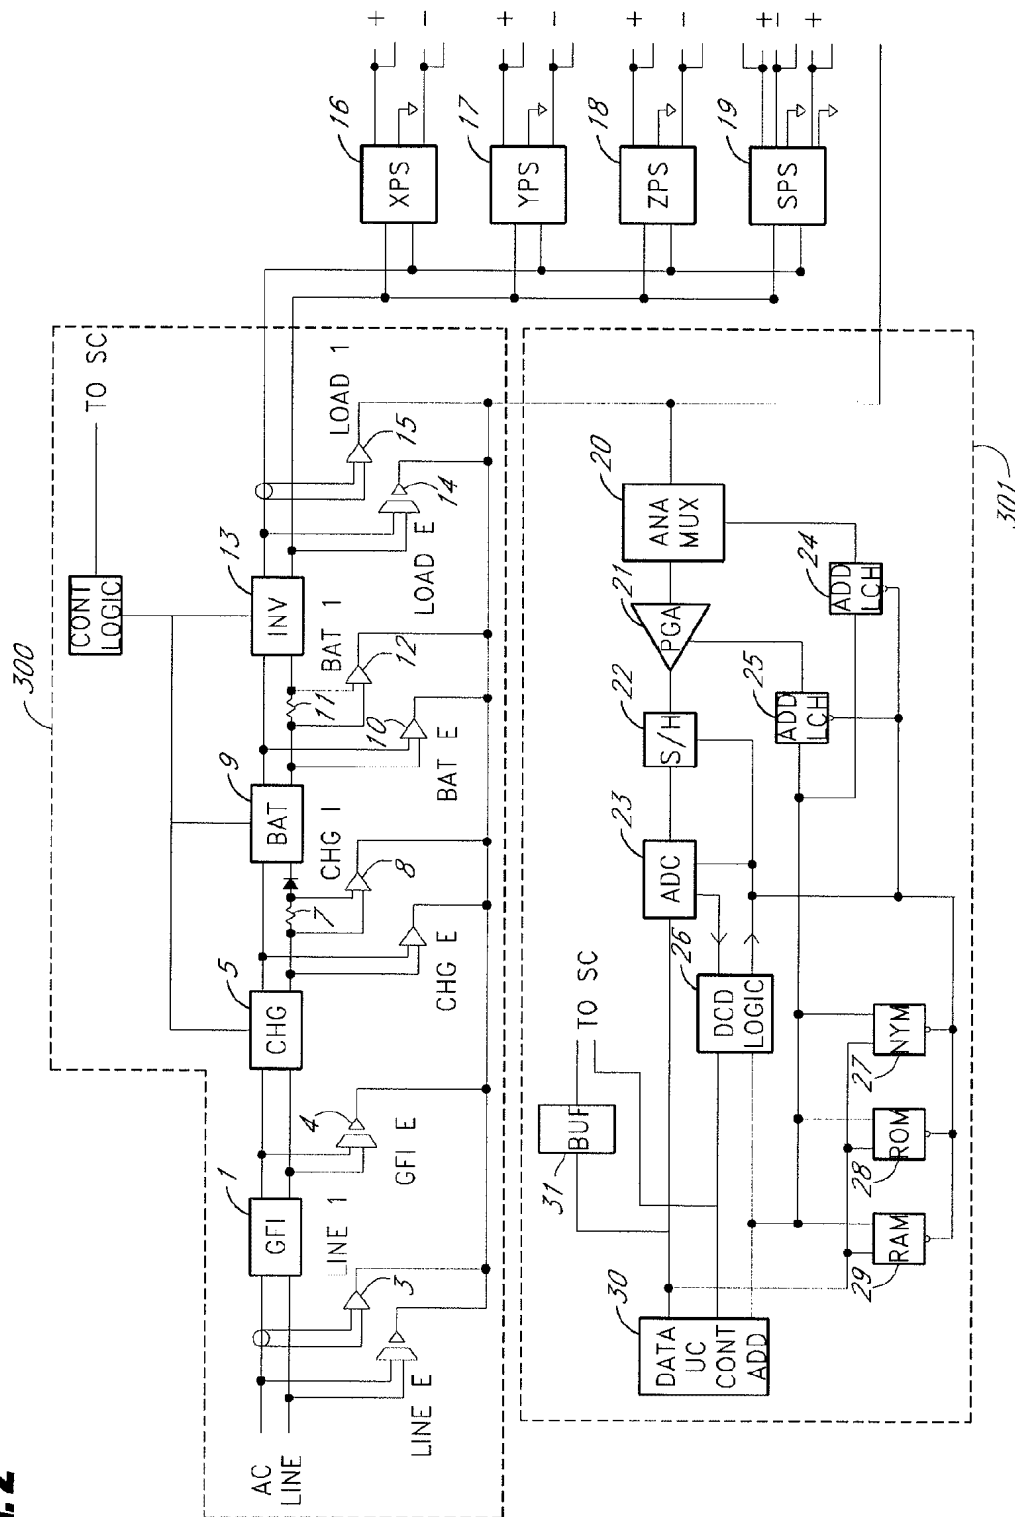 300
CONT
LOGIC
TO SC
AC
LINE
LINE E
3
LINE 1
1
GFI
4
GFI E
5
CHG
CHG E
7
8
CHG I
9
BAT
BAT E
10
11
12
BAT 1
13
INV
LOAD E
14
15
LOAD 1
16
XPS
+
-
17
YPS
+
-
18
ZPS
+
-
19
SPS
+
±
+
301
20
ANA
MUX
21
PGA
22
S/H
23
ADC
24
ADD
LCH
25
ADD
LCH
26
DCD
LOGIC
27
NYM
28
ROM
29
RAM
30
DATA
UC
CONT
ADD
31
BUF
TO SC